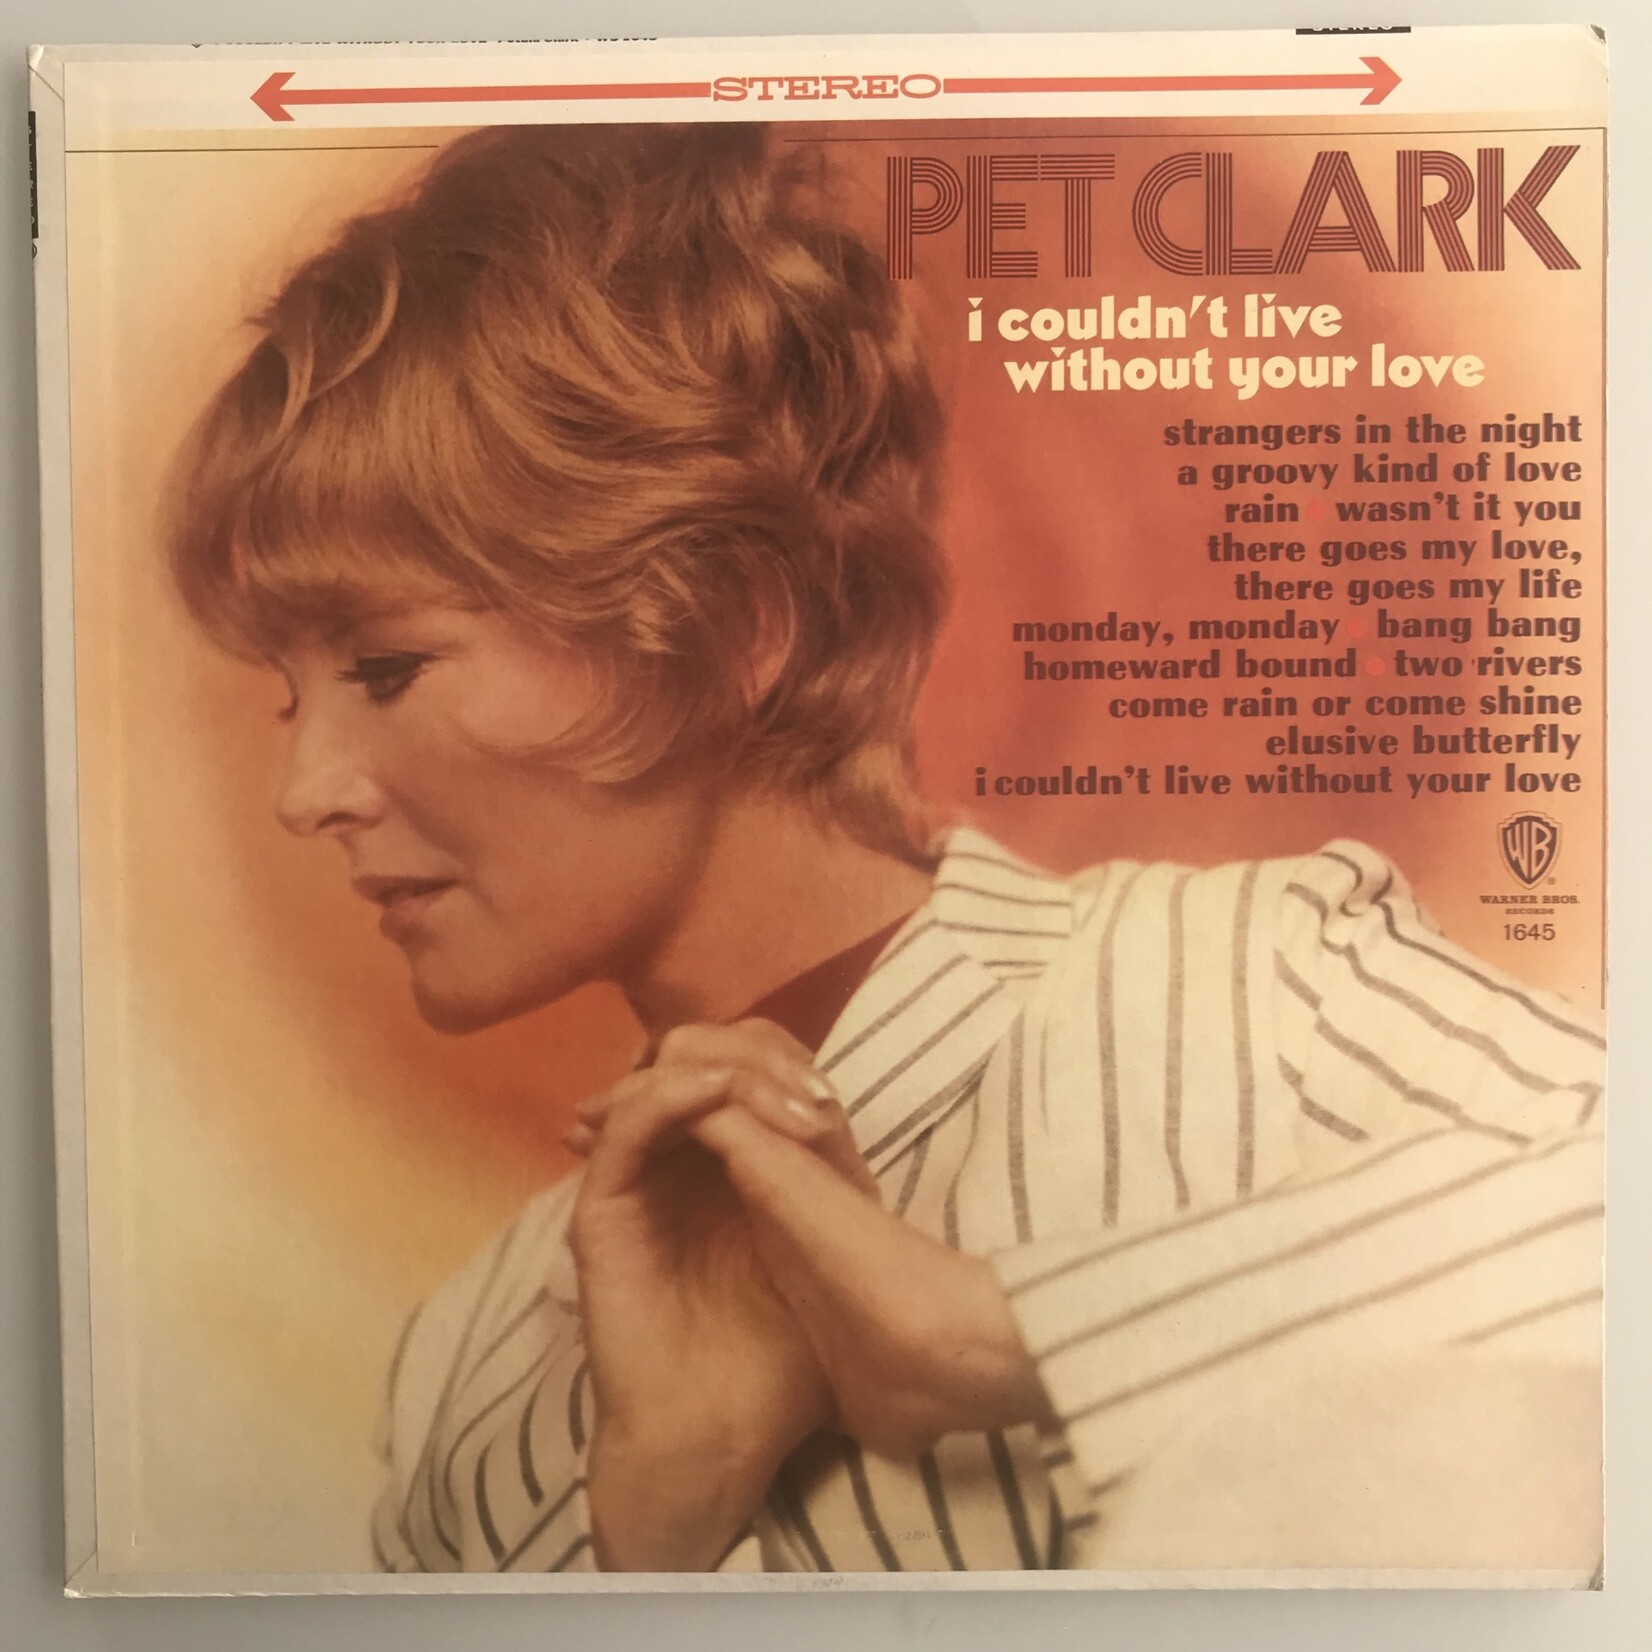 STEREO
STEREO
PET CLARK
i couldn't live
without your love
strangers in the night
a groovy kind of love
rain • wasn't it you
there goes my love,
there goes my life
monday, monday • bang bang
homeward bound • two rivers
come rain or come shine
elusive butterfly
i couldn't live without your love
WB
®
WARNER BROS.
RECORDS
1645